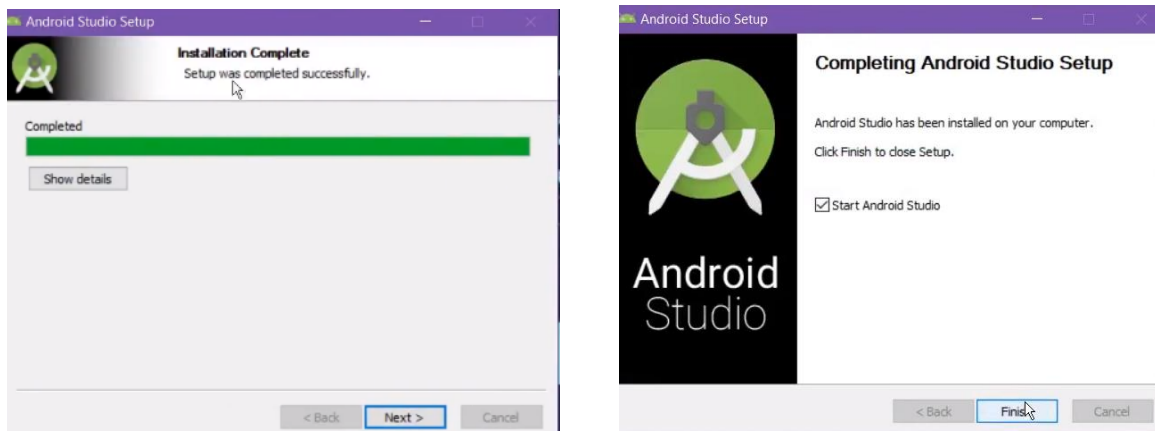 Android Studio Setup
Installation Complete
Setup was completed successfully.
Completed
Show details
< Back
Next >
Cancel
Android Studio Setup
Completing Android Studio Setup
Android Studio has been installed on your computer.
Click Finish to close Setup.
Start Android Studio
Android
Studio
< Back
Finish
Cancel